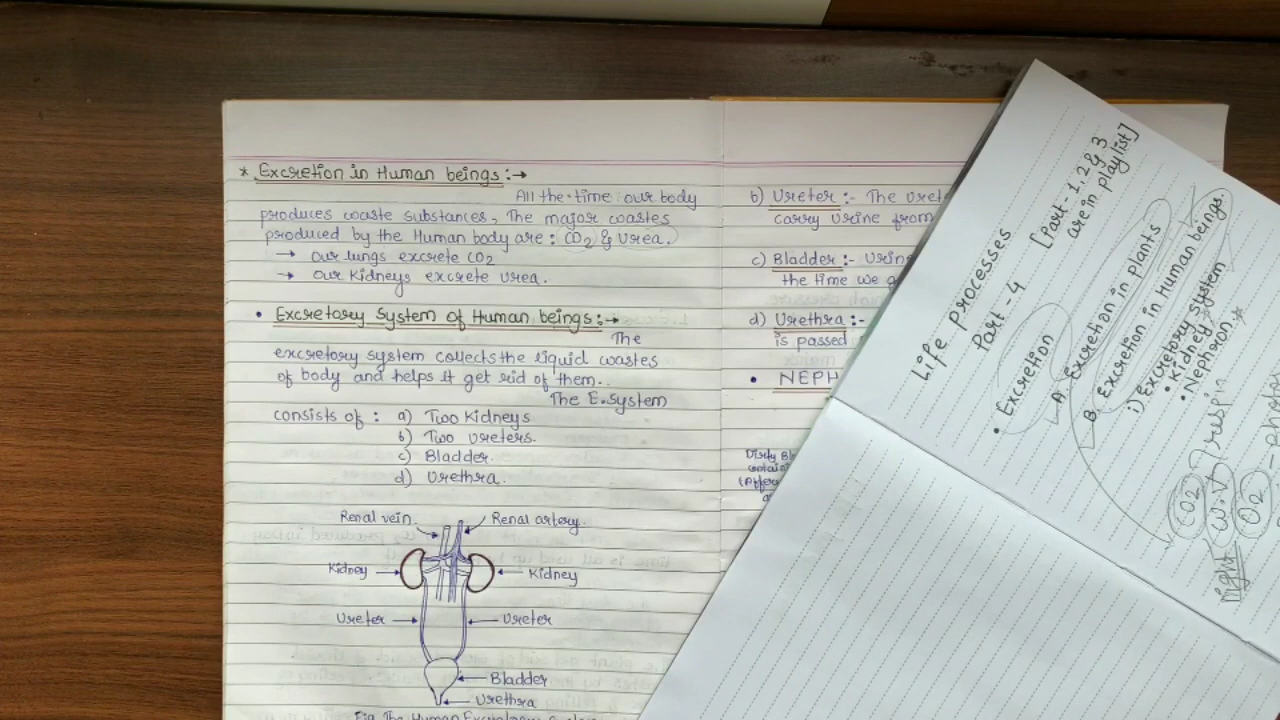 * Excretion in Human beings :→
All the time our body
produces waste substances, The major wastes
produced by the Human body are : CO2 & Urea.
→ Our lungs excrete CO2
→ Our Kidneys excrete Urea.
• Excretory System of Human beings :→
The
excretory system collects the liquid wastes
of body and helps it get rid of them..
The E.System
consists of : a) Two Kidneys
b) Two Ureters.
c) Bladder.
d) Urethra.
Renal vein.
Renal artery.
Kidney
Kidney
Ureter
Ureter
Bladder
Urethra
Fig. The Human Excretory
b) Ureter :- The
carry Urine from
c) Bladder :-
the time we
d) Urethra :-
is passed
• NEPH
Dirty
Life processes
Part - 4
[Part - 1, 2 & 3
are in playlist]
• Excretion
A. Excretion in plants
B. Excretion in Human beings.
i) Excretory System
• Kidney
• Nephron *
CO2
O2